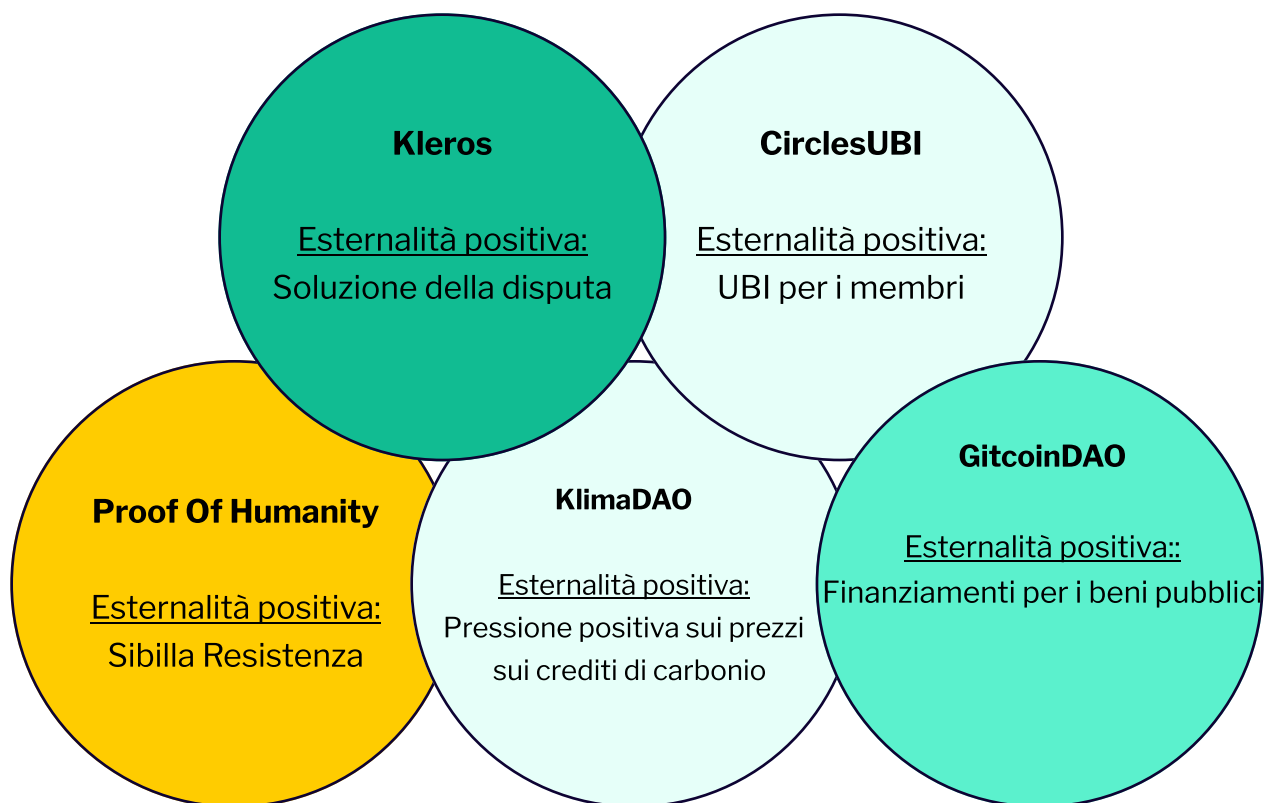 Kleros
Esternalità positiva:
Soluzione della disputa
CirclesUBI
Esternalità positiva:
UBI per i membri
Proof Of Humanity
Esternalità positiva:
Sibilla Resistenza
KlimaDAO
Esternalità positiva:
Pressione positiva sui prezzi
sui crediti di carbonio
GitcoinDAO
Esternalità positiva::
Finanziamenti per i beni pubblici